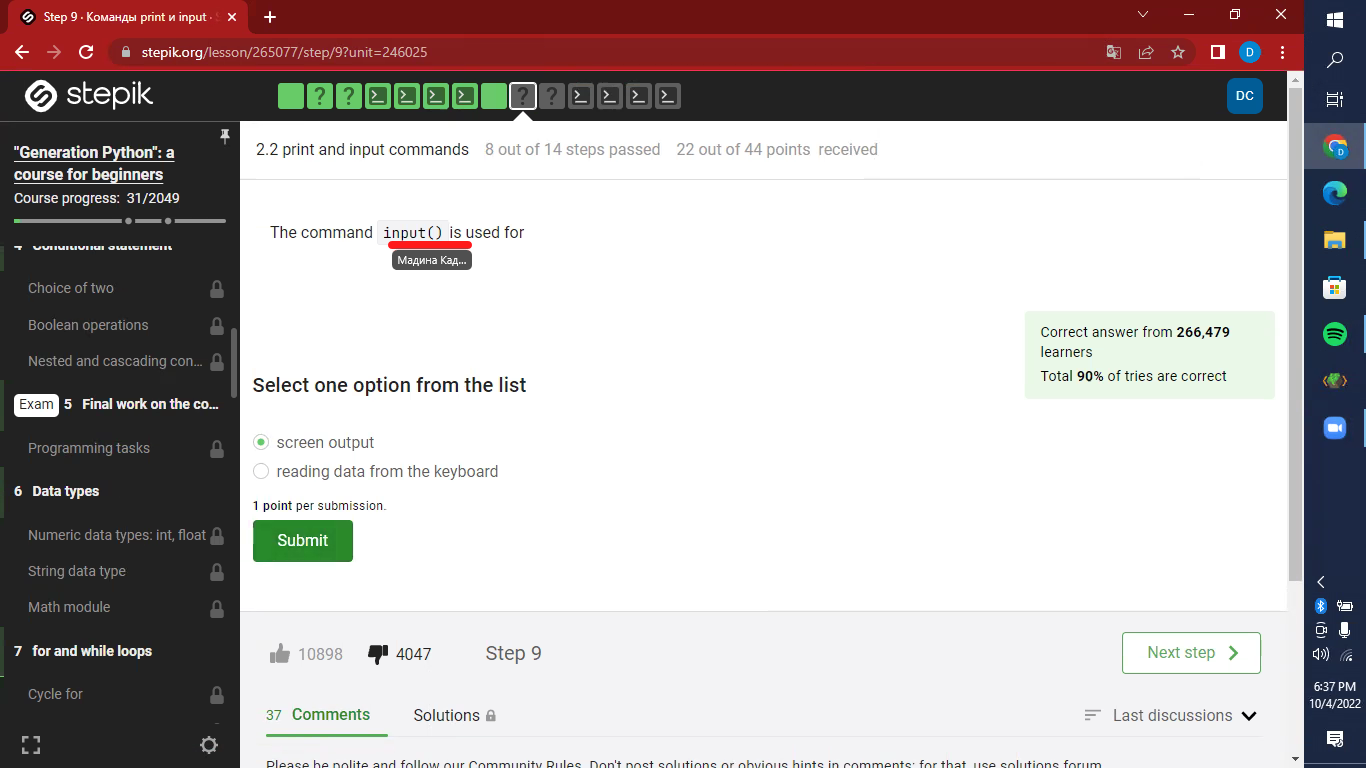 Step 9 · Команды print и input ·
stepik.org/lesson/265077/step/9?unit=246025
D
stepik
DC
"Generation Python": a
course for beginners
Course progress: 31/2049
4 Conditional statement
Choice of two
Boolean operations
Nested and cascading con...
Exam 5 Final work on the co...
Programming tasks
6 Data types
Numeric data types: int, float
String data type
Math module
7 for and while loops
Cycle for
2.2 print and input commands 8 out of 14 steps passed 22 out of 44 points received
The command input() is used for
Мадина Кад...
Correct answer from 266,479
learners
Total 90% of tries are correct
Select one option from the list
screen output
reading data from the keyboard
1 point per submission.
Submit
10898 4047 Step 9
Next step
37 Comments Solutions
Last discussions
Please be polite and follow our Community Rules. Don't post solutions or obvious hints in comments: for that, use solutions forum
D
6:37 PM
10/4/2022